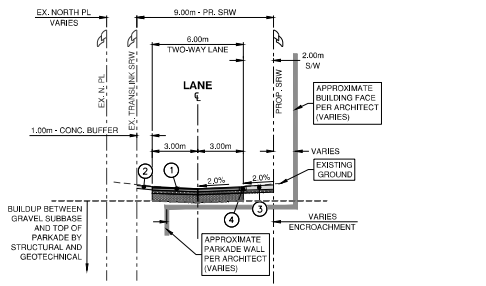 EX. NORTH PL
VARIES
9.00m - PR. SRW
6.00m
TWO-WAY LANE
2.00m
S/W
LANE
℄
EX. N. PL
EX. TRANSLINK SRW
PROP. SRW
APPROXIMATE
BUILDING FACE
PER ARCHITECT
(VARIES)
1.00m - CONC. BUFFER
3.00m
3.00m
VARIES
2
1
2.0%
2.0%
EXISTING
GROUND
BUILDUP BETWEEN
GRAVEL SUBBASE
AND TOP OF
PARKADE BY
STRUCTURAL AND
GEOTECHNICAL
4
3
VARIES
ENCROACHMENT
APPROXIMATE
PARKADE WALL
PER ARCHITECT
(VARIES)